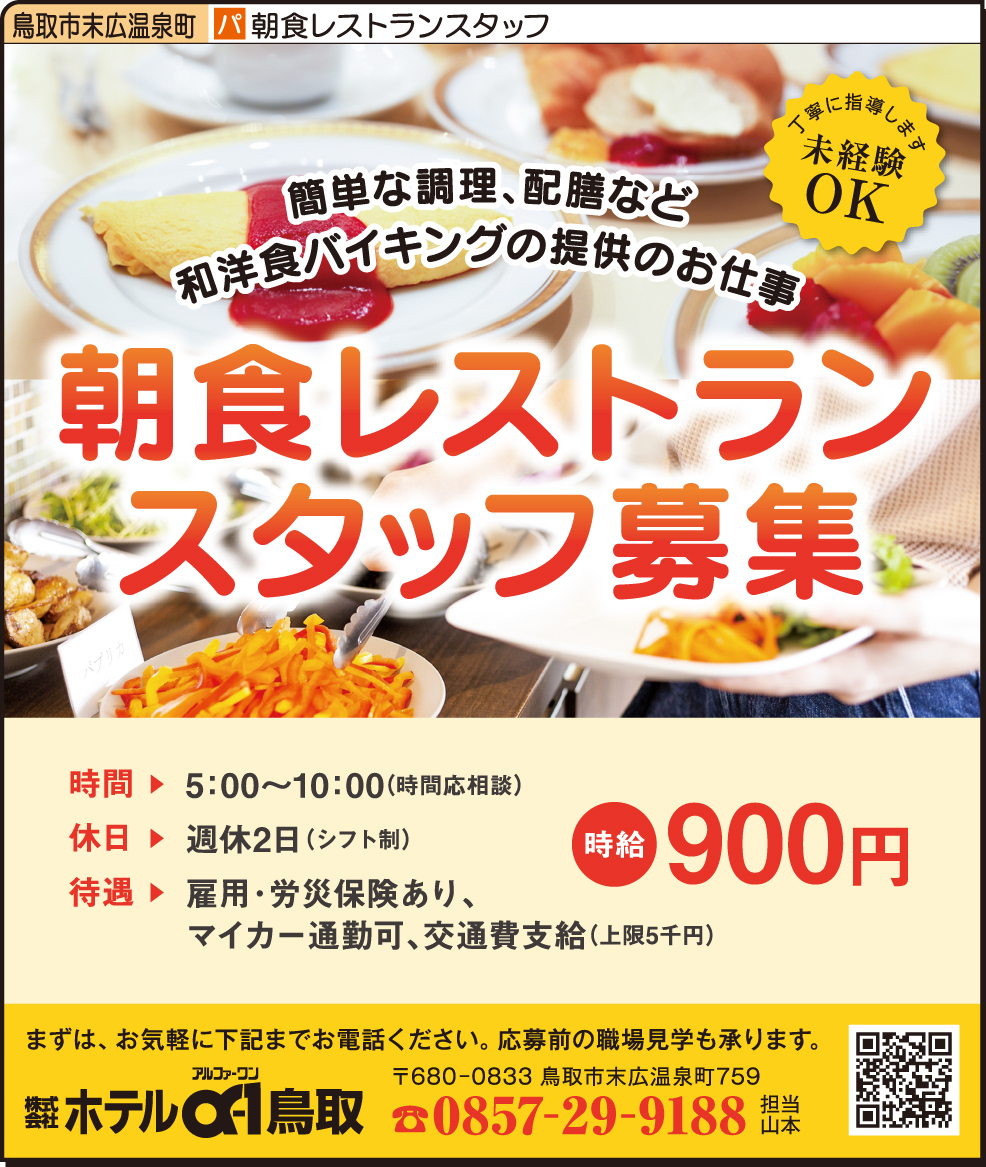 鳥取市末広温泉町 パ 朝食レストランスタッフ
丁寧に指導します
未経験
OK
簡単な調理、配膳など
和洋食バイキングの提供のお仕事
朝食レストラン
スタッフ募集
パプリカ
時間 ▶ 5：00〜10：00（時間応相談）
休日 ▶ 週休2日（シフト制）
待遇 ▶ 雇用・労災保険あり、
マイカー通勤可、交通費支給（上限5千円）
時給 900円
まずは、お気軽に下記までお電話ください。応募前の職場見学も承ります。
アルファーワン
株式会社 ホテルα-1鳥取
〒680-0833 鳥取市末広温泉町759
☎0857-29-9188 担当 山本